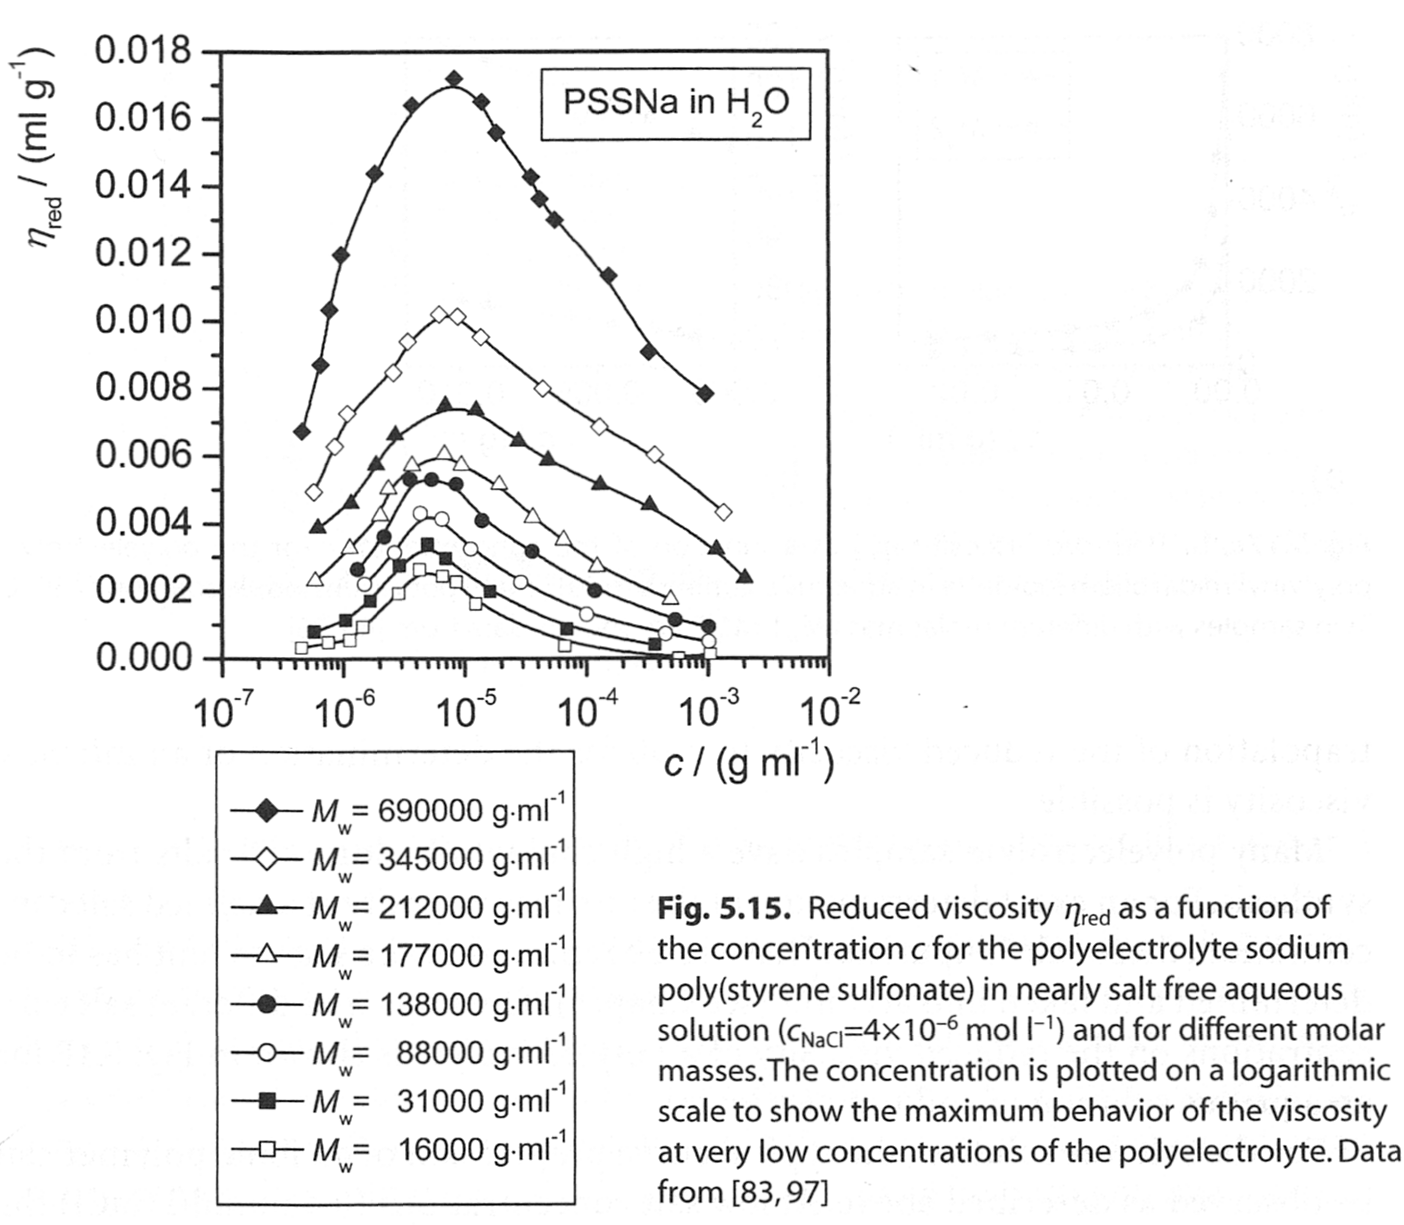 0.018
0.016
0.014
0.012
0.010
0.008
0.006
0.004
0.002
0.000
η_red / (ml g⁻¹)
PSSNa in H₂O
10⁻⁷ 10⁻⁶ 10⁻⁵ 10⁻⁴ 10⁻³ 10⁻²
c / (g ml⁻¹)
M_w = 690000 g·ml⁻¹
M_w = 345000 g·ml⁻¹
M_w = 212000 g·ml⁻¹
M_w = 177000 g·ml⁻¹
M_w = 138000 g·ml⁻¹
M_w = 88000 g·ml⁻¹
M_w = 31000 g·ml⁻¹
M_w = 16000 g·ml⁻¹
Fig. 5.15. Reduced viscosity η_red as a function of
the concentration c for the polyelectrolyte sodium
poly(styrene sulfonate) in nearly salt free aqueous
solution (c_NaCl=4×10⁻⁶ mol l⁻¹) and for different molar
masses. The concentration is plotted on a logarithmic
scale to show the maximum behavior of the viscosity
at very low concentrations of the polyelectrolyte. Data
from [83, 97]